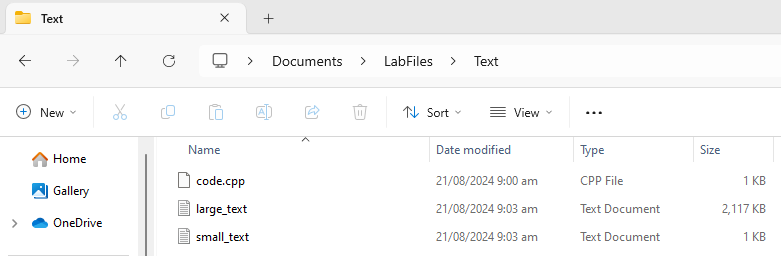 Text
Documents > LabFiles > Text
New Sort View
Name Date modified Type Size
Home
Gallery
OneDrive
code.cpp 21/08/2024 9:00 am CPP File 1 KB
large_text 21/08/2024 9:03 am Text Document 2,117 KB
small_text 21/08/2024 9:03 am Text Document 1 KB